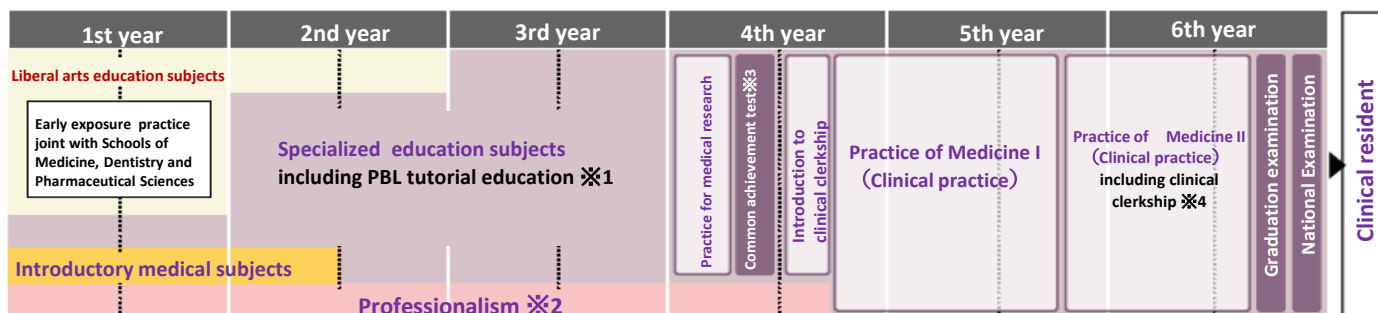 1st year
2nd year
3rd year
4th year
5th year
6th year
Liberal arts education subjects
Early exposure practice
joint with Schools of
Medicine, Dentistry and
Pharmaceutical Sciences
Specialized education subjects
including PBL tutorial education ※1
Introductory medical subjects
Professionalism ※2
Practice for medical research
Common achievement test※3
Introduction to
clinical clerkship
Practice of Medicine I
（Clinical practice）
Practice of Medicine II
（Clinical practice）
including clinical
clerkship ※4
Graduation examination
National Examination
Clinical resident